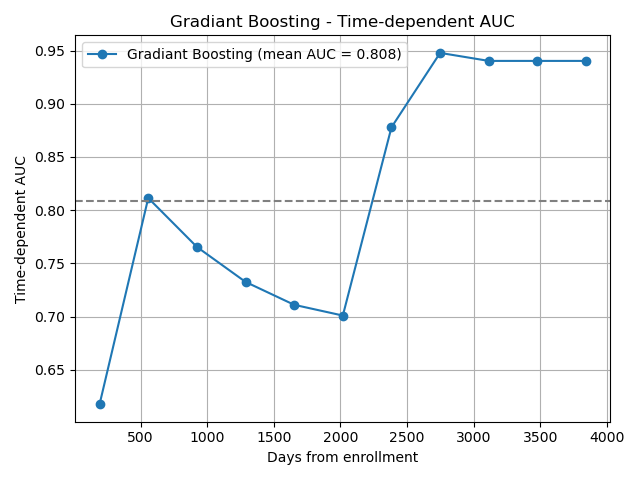 Gradiant Boosting - Time-dependent AUC
Gradiant Boosting (mean AUC = 0.808)
0.95
0.90
0.85
0.80
0.75
0.70
0.65
Time-dependent AUC
500 1000 1500 2000 2500 3000 3500 4000
Days from enrollment